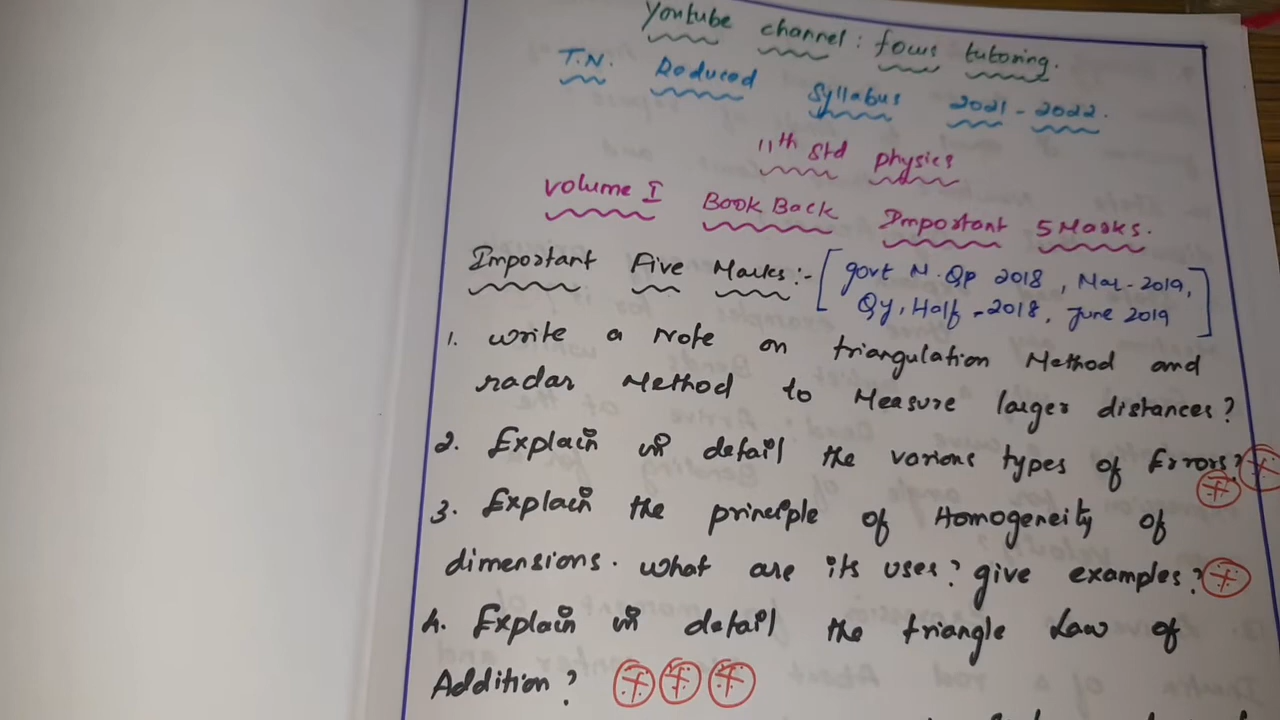 Youtube channel: focus tutoring.
T.N. Reduced Syllabus 2021-2022.
11th Std physics
Volume I Book Back Important 5 Marks.
Important Five Marks:- [govt M.Qp 2018, Mar-2019,
Qy, Half-2018, June 2019]
1. Write a Note on triangulation Method and
radar Method to Measure larger distances?
2. Explain in detail the various types of Errors?
3. Explain the principle of Homogeneity of
dimensions. What are its uses? give examples?
4. Explain in detail the triangle Law of
Addition?